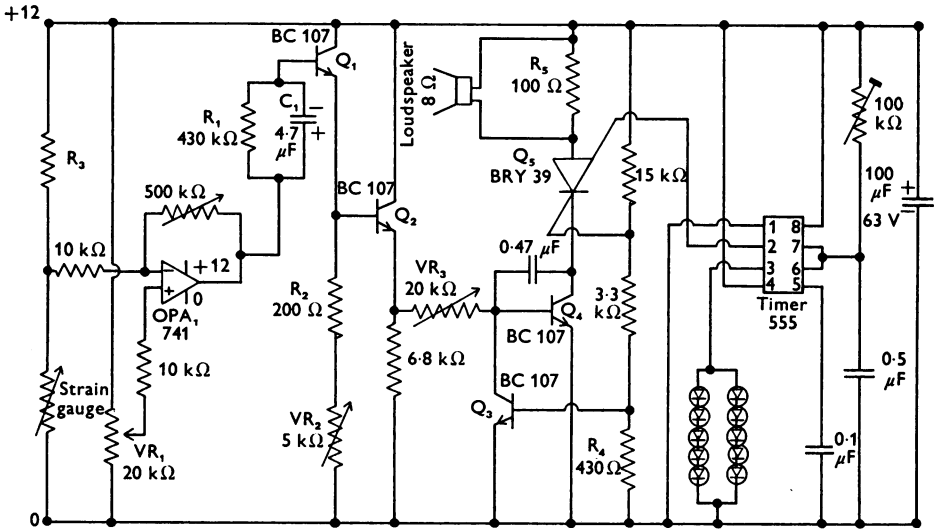 +12
BC 107
Q1
Loudspeaker
8 Ω
R5
100 Ω
R1
430 kΩ
C1
−
+
4·7
μF
R3
Q5
BRY 39
15 kΩ
100
kΩ
100
μF
63 V
+
−
500 kΩ
BC 107
Q2
10 kΩ
−
+
+ 12
0
OPA1
741
R2
200 Ω
VR3
20 kΩ
0·47 μF
1 8
2 7
3 6
4 5
Timer
555
3·3
kΩ
Q4
BC 107
10 kΩ
6·8 kΩ
0·5
μF
Strain
gauge
BC 107
Q3
VR2
5 kΩ
VR1
20 kΩ
R4
430Ω
0·1
μF
0